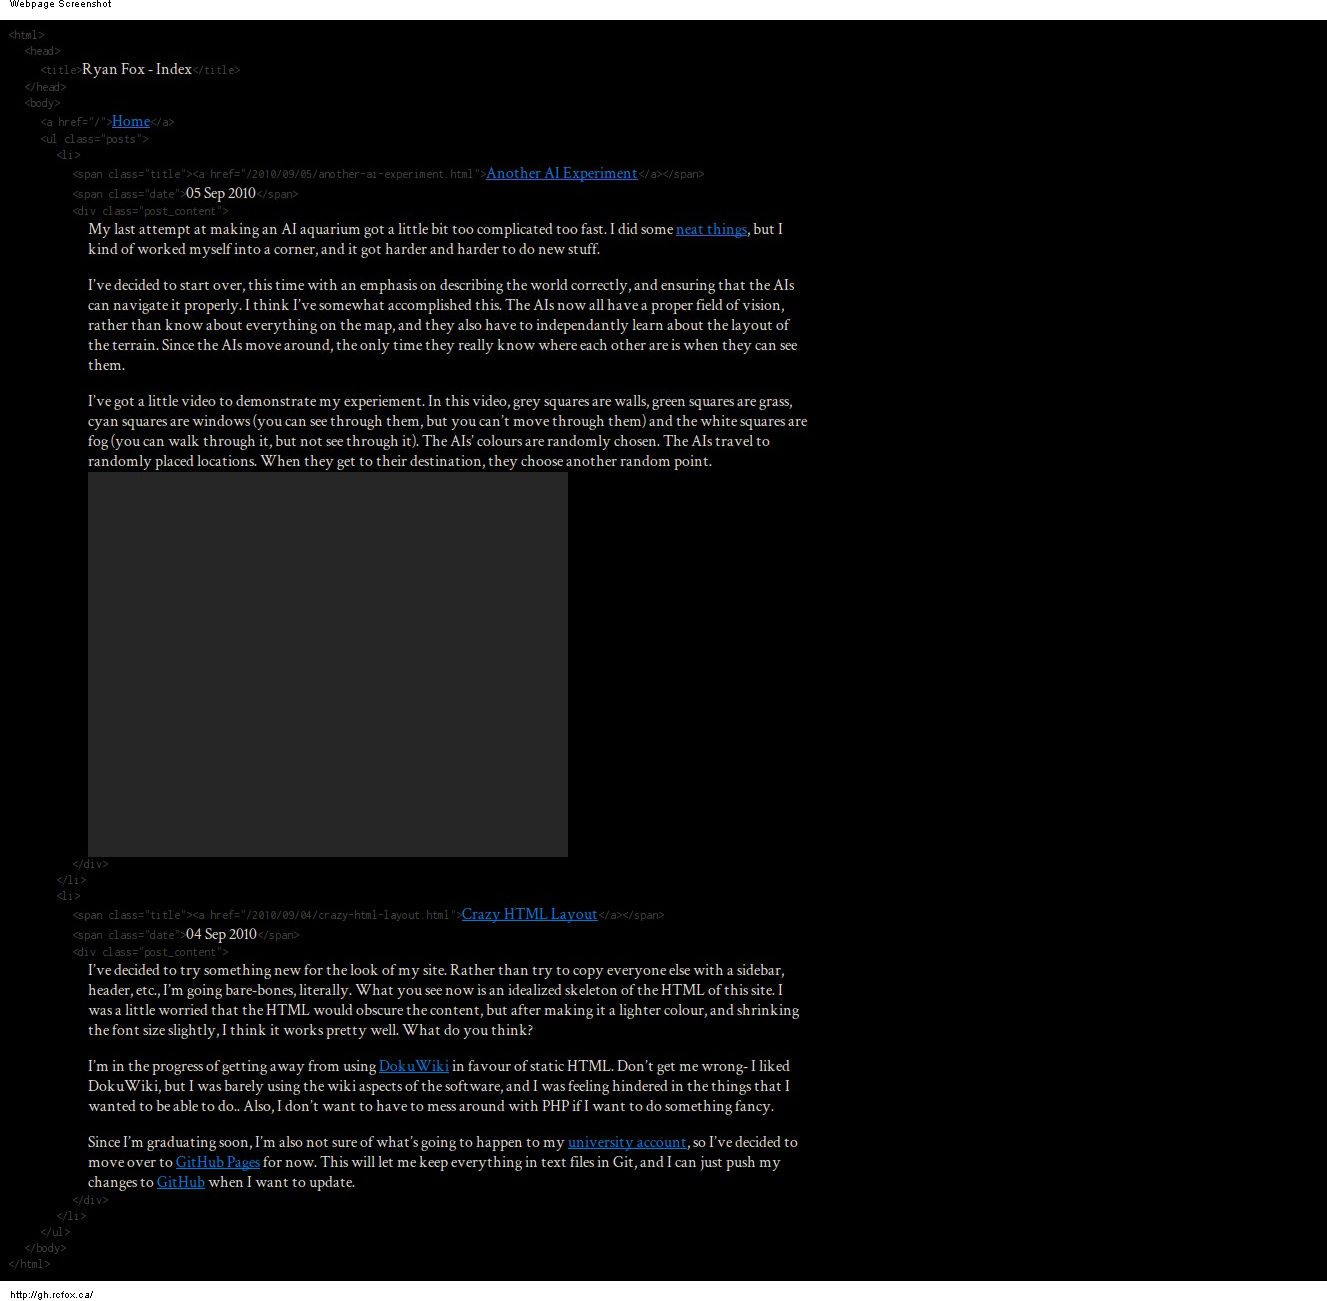 Webpage Screenshot
<html>
<head>
<title>Ryan Fox - Index</title>
</head>
<body>
<a href="/">Home</a>
<ul class="posts">
<li>
<span class="title"><a href="/2010/09/05/another-ai-experiment.html">Another AI Experiment</a></span>
<span class="date">05 Sep 2010</span>
<div class="post_content">
My last attempt at making an AI aquarium got a little bit too complicated too fast. I did some neat things, but I
kind of worked myself into a corner, and it got harder and harder to do new stuff.
I've decided to start over, this time with an emphasis on describing the world correctly, and ensuring that the AIs
can navigate it properly. I think I've somewhat accomplished this. The AIs now all have a proper field of vision,
rather than know about everything on the map, and they also have to independantly learn about the layout of
the terrain. Since the AIs move around, the only time they really know where each other are is when they can see
them.
I've got a little video to demonstrate my experiement. In this video, grey squares are walls, green squares are grass,
cyan squares are windows (you can see through them, but you can't move through them) and the white squares are
fog (you can walk through it, but not see through it). The AIs' colours are randomly chosen. The AIs travel to
randomly placed locations. When they get to their destination, they choose another random point.
</div>
</li>
<li>
<span class="title"><a href="/2010/09/04/crazy-html-layout.html">Crazy HTML Layout</a></span>
<span class="date">04 Sep 2010</span>
<div class="post_content">
I've decided to try something new for the look of my site. Rather than try to copy everyone else with a sidebar,
header, etc., I'm going bare-bones, literally. What you see now is an idealized skeleton of the HTML of this site. I
was a little worried that the HTML would obscure the content, but after making it a lighter colour, and shrinking
the font size slightly, I think it works pretty well. What do you think?
I'm in the progress of getting away from using DokuWiki in favour of static HTML. Don't get me wrong- I liked
DokuWiki, but I was barely using the wiki aspects of the software, and I was feeling hindered in the things that I
wanted to be able to do.. Also, I don't want to have to mess around with PHP if I want to do something fancy.
Since I'm graduating soon, I'm also not sure of what's going to happen to my university account, so I've decided to
move over to GitHub Pages for now. This will let me keep everything in text files in Git, and I can just push my
changes to GitHub when I want to update.
</div>
</li>
</ul>
</body>
</html>
http://gh.rcfox.ca/